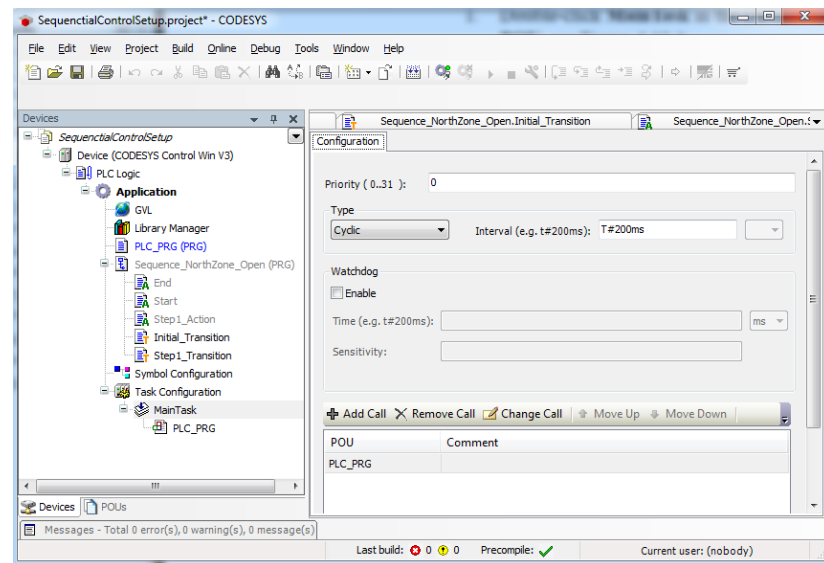 SequenctialControlSetup.project* - CODESYS
File Edit View Project Build Online Debug Tools Window Help
Devices
SequenctialControlSetup
Device (CODESYS Control Win V3)
PLC Logic
Application
GVL
Library Manager
PLC_PRG (PRG)
Sequence_NorthZone_Open (PRG)
End
Start
Step1_Action
Initial_Transition
Step1_Transition
Symbol Configuration
Task Configuration
MainTask
PLC_PRG
Devices POUs
Sequence_NorthZone_Open.Initial_Transition Sequence_NorthZone_Open.S
Configuration
Priority ( 0..31 ): 0
Type
Cyclic Interval (e.g. t#200ms): T#200ms
Watchdog
Enable
Time (e.g. t#200ms): ms
Sensitivity:
Add Call Remove Call Change Call Move Up Move Down
POU Comment
PLC_PRG
Messages - Total 0 error(s), 0 warning(s), 0 message(s)
Last build: 0 0 Precompile: Current user: (nobody)